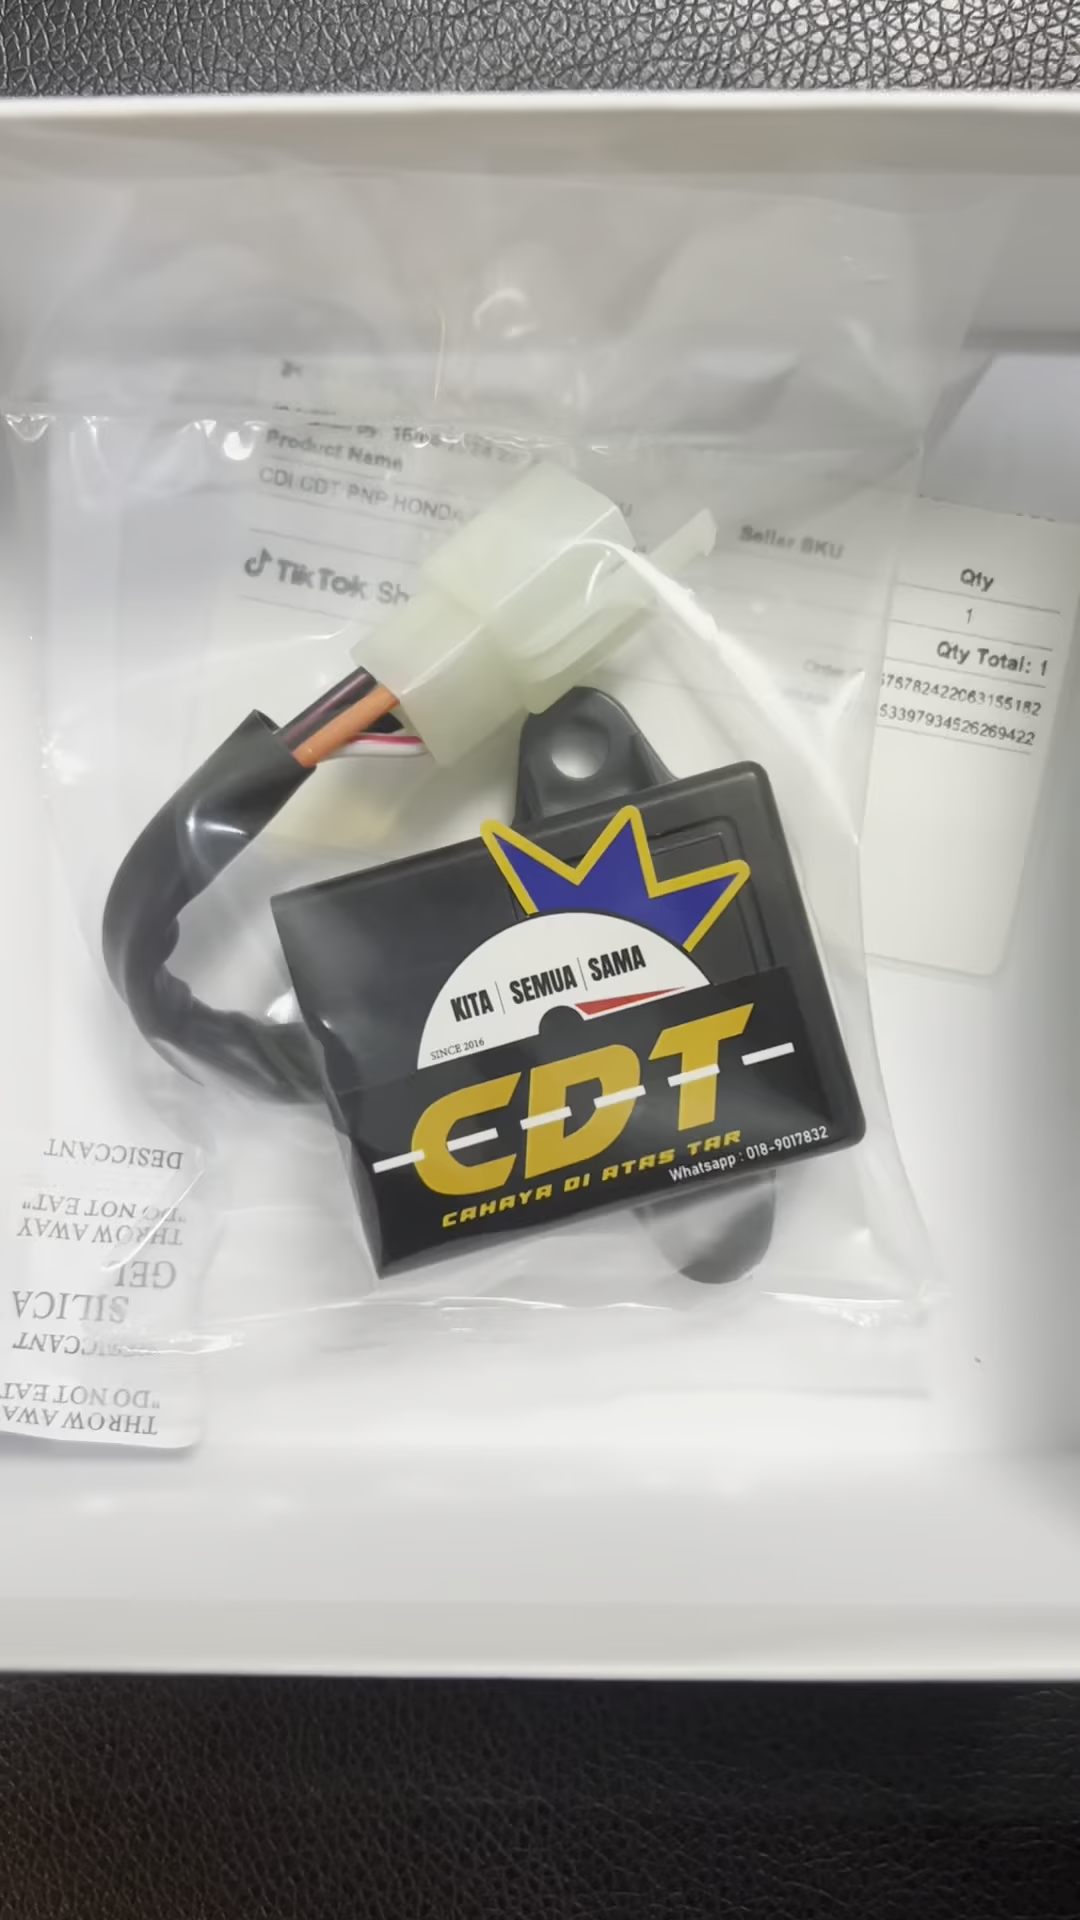 Product Name
CDI CDT PNP HONDA
Seller SKU
Qty
1
TikTok Sh
Qty Total: 1
57578242206315518​2
533979345262694​22
KITA | SEMUA | SAMA
SINCE 2016
CDT
CAHAYA DI ATAS TAR
Whatsapp : 018-9017832
THROW AWAY
"DO NOT EAT
DESICCANT
SILICA
GEL
THROW AWAY
"DO NOT EAT"
DESICCANT